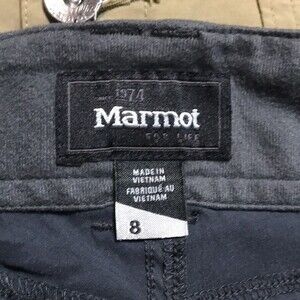 1974
Marmot
FOR LIFE
MADE IN
VIETNAM
FABRIQUÉ AU
VIETNAM
8